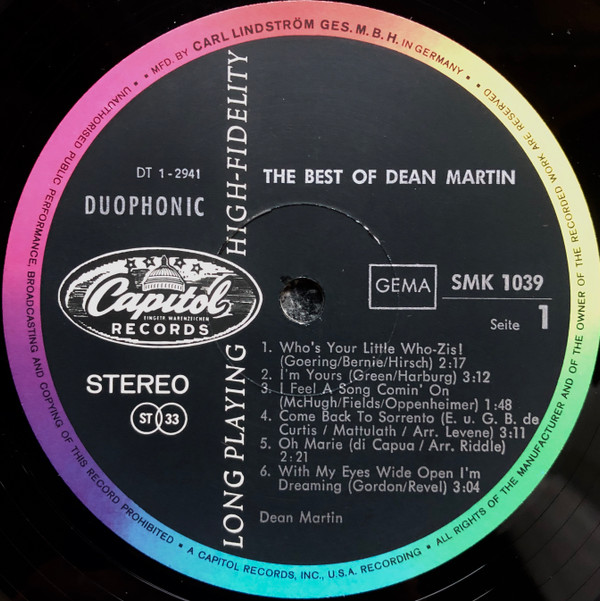 MFD. BY CARL LINDSTRÖM GES. M. B. H. IN GERMANY
UNAUTHORISED PUBLIC PERFORMANCE, BROADCASTING AND COPYING OF THIS RECORD PROHIBITED • A CAPITOL RECORDS, INC., U.S.A. RECORDING • ALL RIGHTS OF THE MANUFACTURER AND OF THE OWNER OF THE RECORDED WORK ARE RESERVED
LONG PLAYING HIGH-FIDELITY
DT 1-2941
THE BEST OF DEAN MARTIN
DUOPHONIC
Capitol
EINGETR. WARENZEICHEN
RECORDS
GEMA
SMK 1039
Seite 1
STEREO
ST 33
1. Who's Your Little Who-Zis!
(Goering/Bernie/Hirsch) 2:17
2. I'm Yours (Green/Harburg) 3:12
3. I Feel A Song Comin' On
(McHugh/Fields/Oppenheimer) 1:48
4. Come Back To Sorrento (E. u. G. B. de
Curtis / Mattulath / Arr. Levene) 3:11
5. Oh Marie (di Capua / Arr. Riddle)
2:21
6. With My Eyes Wide Open I'm
Dreaming (Gordon/Revel) 3:04
Dean Martin